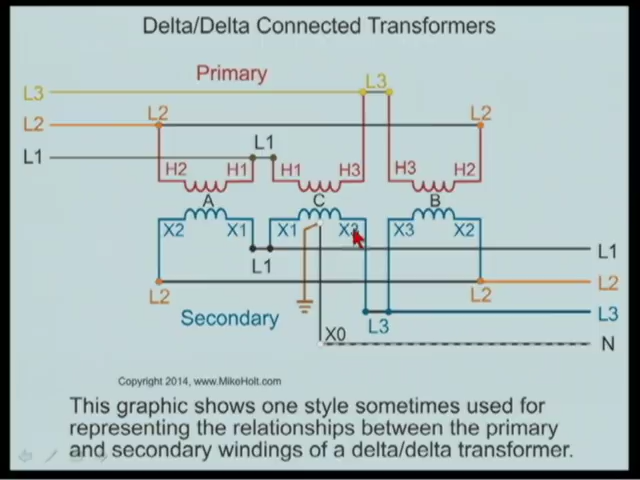 Delta/Delta Connected Transformers
Primary
L3
L3
L2
L2
L2
L1
L1
H2 H1 H1 H3 H3 H2
A C B
X2 X1 X1 X3 X3 X2
L1
L1
L2
L2
L2
Secondary
L3
L3
X0
N
Copyright 2014, www.MikeHolt.com
This graphic shows one style sometimes used for
representing the relationships between the primary
and secondary windings of a delta/delta transformer.